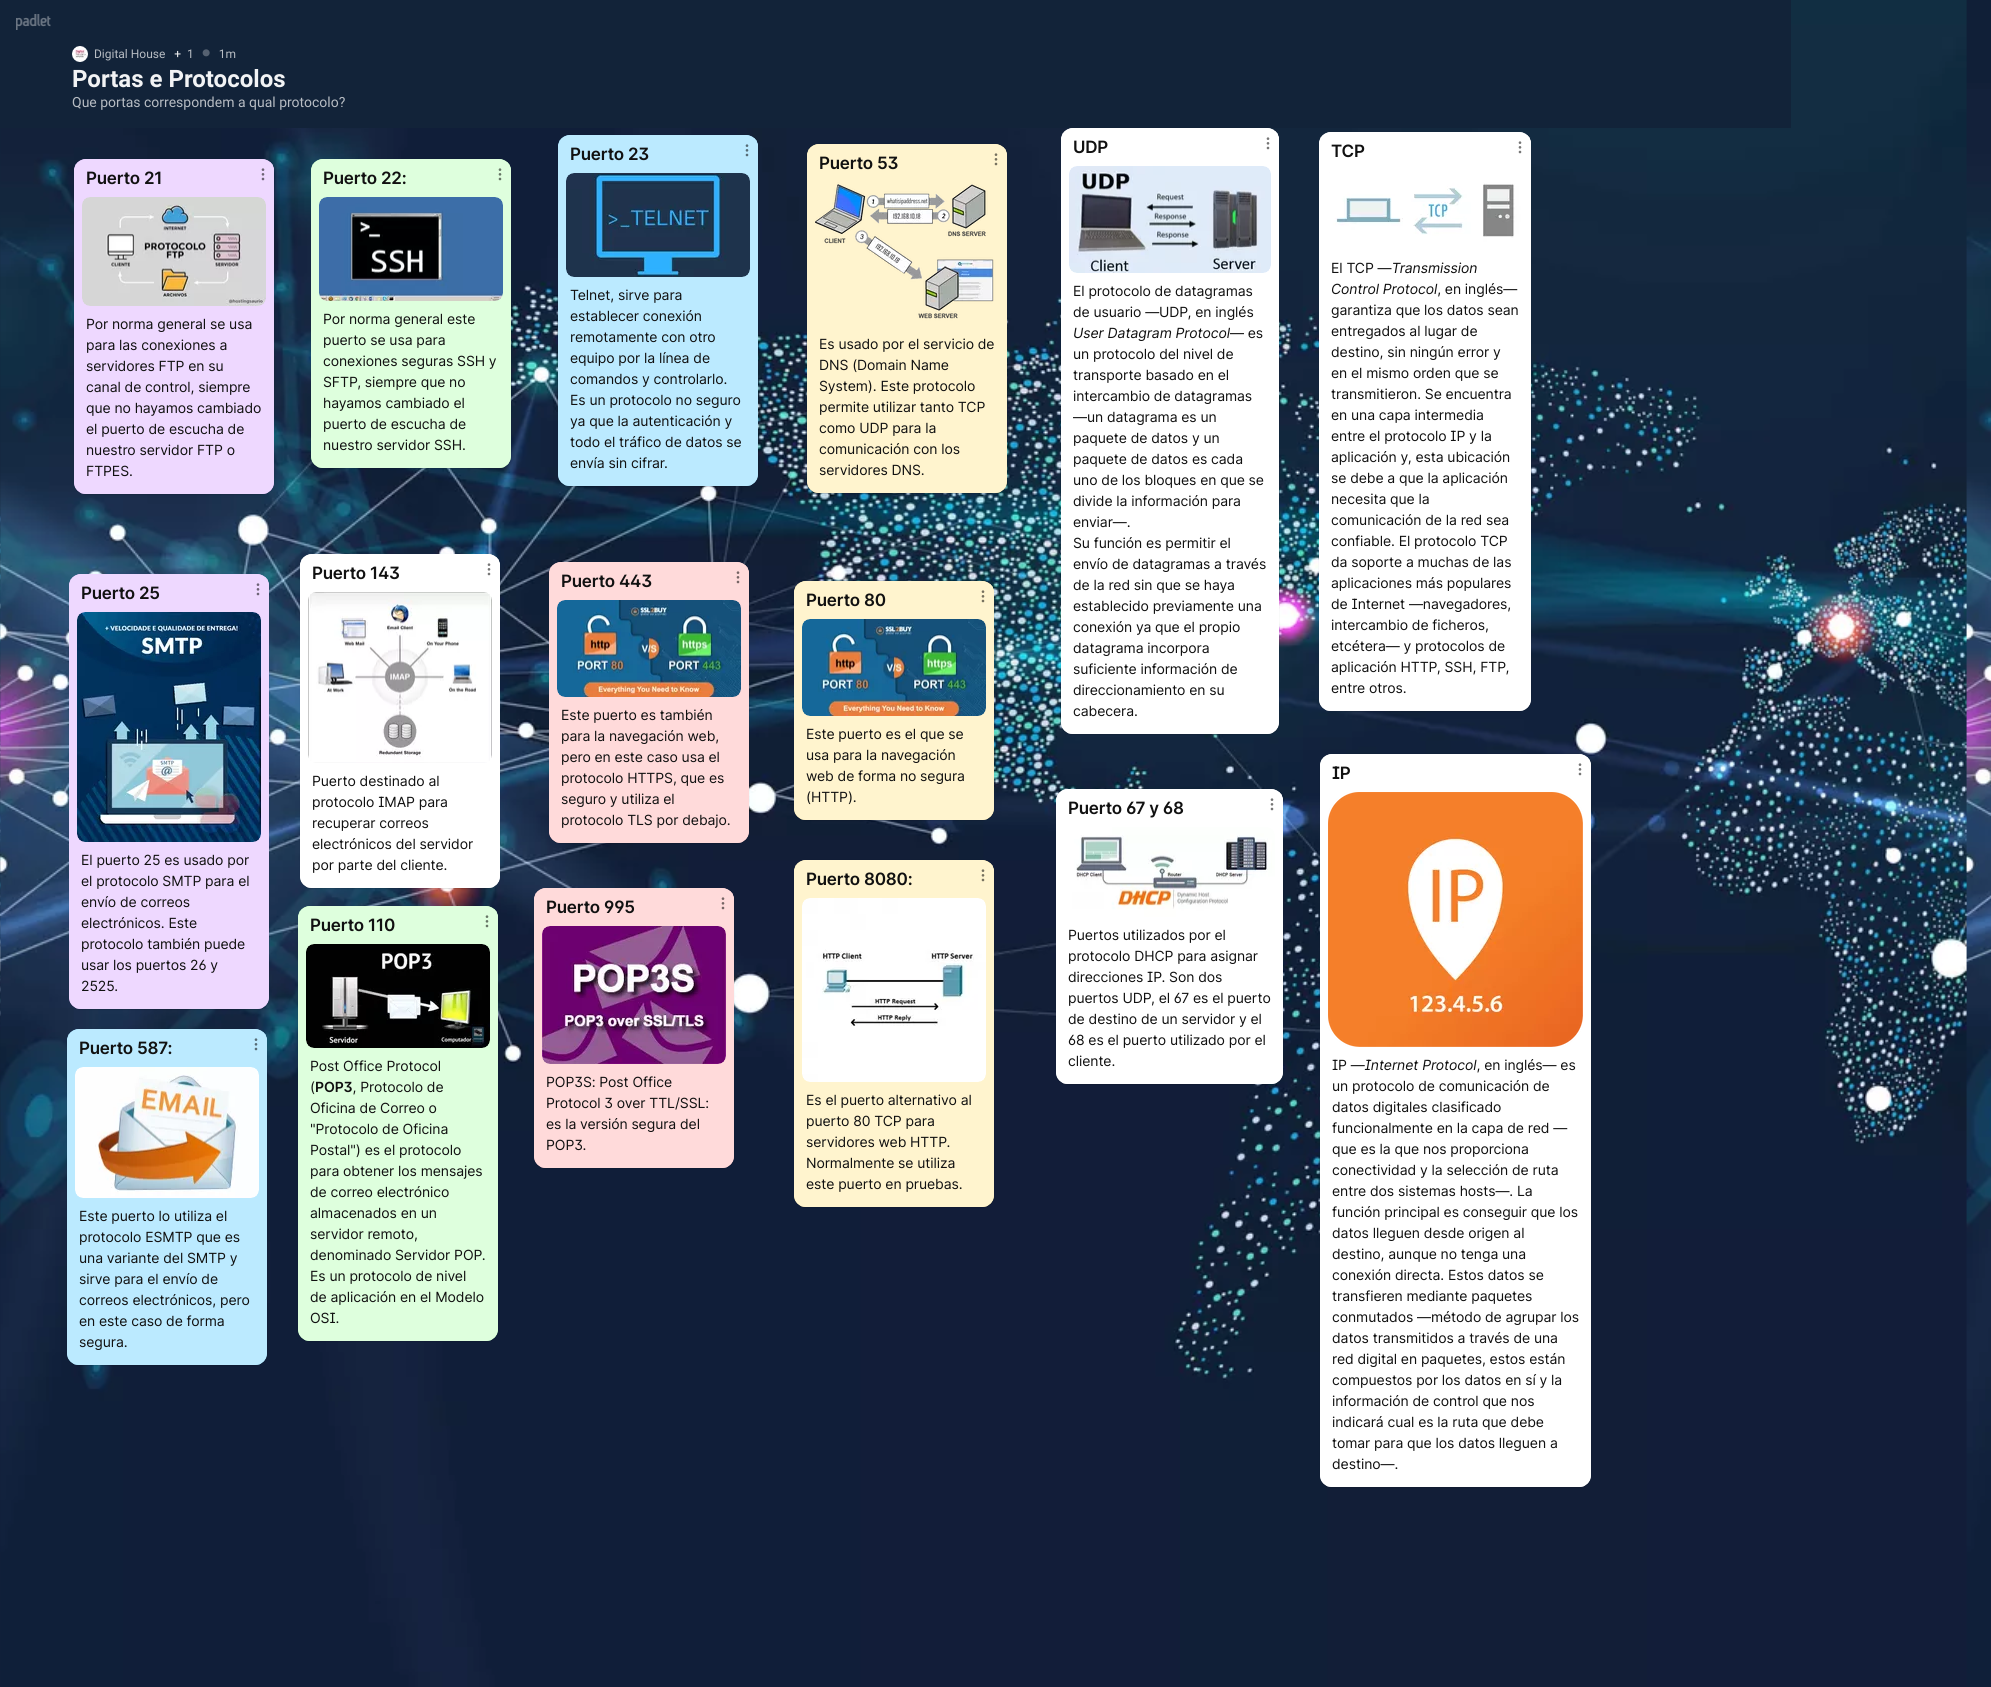 padlet
Digital House + 1 1m
Portas e Protocolos
Que portas correspondem a qual protocolo?
Puerto 21
INTERNET
PROTOCOLO
FTP
CLIENTE
SERVIDOR
ARCHIVOS
Por norma general se usa
para las conexiones a
servidores FTP en su
canal de control, siempre
que no hayamos cambiado
el puerto de escucha de
nuestro servidor FTP o
FTPES.
Puerto 22:
>_
SSH
Por norma general este
puerto se usa para
conexiones seguras SSH y
SFTP, siempre que no
hayamos cambiado el
puerto de escucha de
nuestro servidor SSH.
Puerto 23
>_TELNET
Telnet, sirve para
establecer conexión
remotamente con otro
equipo por la línea de
comandos y controlarlo.
Es un protocolo no seguro
ya que la autenticación y
todo el tráfico de datos se
envía sin cifrar.
Puerto 53
1 whatisipaddress.net
192.168.10.18 2
CLIENT
DNS SERVER
3 192.168.10.18
WEB SERVER
Es usado por el servicio de
DNS (Domain Name
System). Este protocolo
permite utilizar tanto TCP
como UDP para la
comunicación con los
servidores DNS.
UDP
UDP
Request
Response
Response
Client
Server
El protocolo de datagramas
de usuario —UDP, en inglés
User Datagram Protocol— es
un protocolo del nivel de
transporte basado en el
intercambio de datagramas
—un datagrama es un
paquete de datos y un
paquete de datos es cada
uno de los bloques en que se
divide la información para
enviar—.
Su función es permitir el
envío de datagramas a través
de la red sin que se haya
establecido previamente una
conexión ya que el propio
datagrama incorpora
suficiente información de
direccionamiento en su
cabecera.
TCP
TCP
El TCP —Transmission
Control Protocol, en inglés—
garantiza que los datos sean
entregados al lugar de
destino, sin ningún error y
en el mismo orden que se
transmitieron. Se encuentra
en una capa intermedia
entre el protocolo IP y la
aplicación y, esta ubicación
se debe a que la aplicación
necesita que la
comunicación de la red sea
confiable. El protocolo TCP
da soporte a muchas de las
aplicaciones más populares
de Internet —navegadores,
intercambio de ficheros,
etcétera— y protocolos de
aplicación HTTP, SSH, FTP,
entre otros.
Puerto 25
+ VELOCIDADE E QUALIDADE DE ENTREGA!
SMTP
SMTP
@
El puerto 25 es usado por
el protocolo SMTP para el
envío de correos
electrónicos. Este
protocolo también puede
usar los puertos 26 y
2525.
Puerto 143
Email Client
Web Mail
On Your Phone
IMAP
At Work
On the Road
Redundant Storage
Puerto destinado al
protocolo IMAP para
recuperar correos
electrónicos del servidor
por parte del cliente.
Puerto 443
SSL2BUY
http
V/S
https
PORT 80
PORT 443
Everything You Need to Know
Este puerto es también
para la navegación web,
pero en este caso usa el
protocolo HTTPS, que es
seguro y utiliza el
protocolo TLS por debajo.
Puerto 80
SSL2BUY
http
V/S
https
PORT 80
PORT 443
Everything You Need to Know
Este puerto es el que se
usa para la navegación
web de forma no segura
(HTTP).
Puerto 67 y 68
DHCP Client
Router
DHCP Server
DHCP
Dynamic Host
Configuration Protocol
Puertos utilizados por el
protocolo DHCP para asignar
direcciones IP. Son dos
puertos UDP, el 67 es el puerto
de destino de un servidor y el
68 es el puerto utilizado por el
cliente.
IP
IP
123.4.5.6
IP —Internet Protocol, en inglés— es
un protocolo de comunicación de
datos digitales clasificado
funcionalmente en la capa de red —
que es la que nos proporciona
conectividad y la selección de ruta
entre dos sistemas hosts—. La
función principal es conseguir que los
datos lleguen desde origen al
destino, aunque no tenga una
conexión directa. Estos datos se
transfieren mediante paquetes
conmutados —método de agrupar los
datos transmitidos a través de una
red digital en paquetes, estos están
compuestos por los datos en sí y la
información de control que nos
indicará cual es la ruta que debe
tomar para que los datos lleguen a
destino—.
Puerto 587:
EMAIL
Este puerto lo utiliza el
protocolo ESMTP que es
una variante del SMTP y
sirve para el envío de
correos electrónicos, pero
en este caso de forma
segura.
Puerto 110
POP3
Servidor
Computador
Post Office Protocol
(POP3, Protocolo de
Oficina de Correo o
"Protocolo de Oficina
Postal") es el protocolo
para obtener los mensajes
de correo electrónico
almacenados en un
servidor remoto,
denominado Servidor POP.
Es un protocolo de nivel
de aplicación en el Modelo
OSI.
Puerto 995
POP3S
POP3 over SSL/TLS
POP3S: Post Office
Protocol 3 over TTL/SSL:
es la versión segura del
POP3.
Puerto 8080:
HTTP Client
HTTP Server
HTTP Request
HTTP Reply
Es el puerto alternativo al
puerto 80 TCP para
servidores web HTTP.
Normalmente se utiliza
este puerto en pruebas.